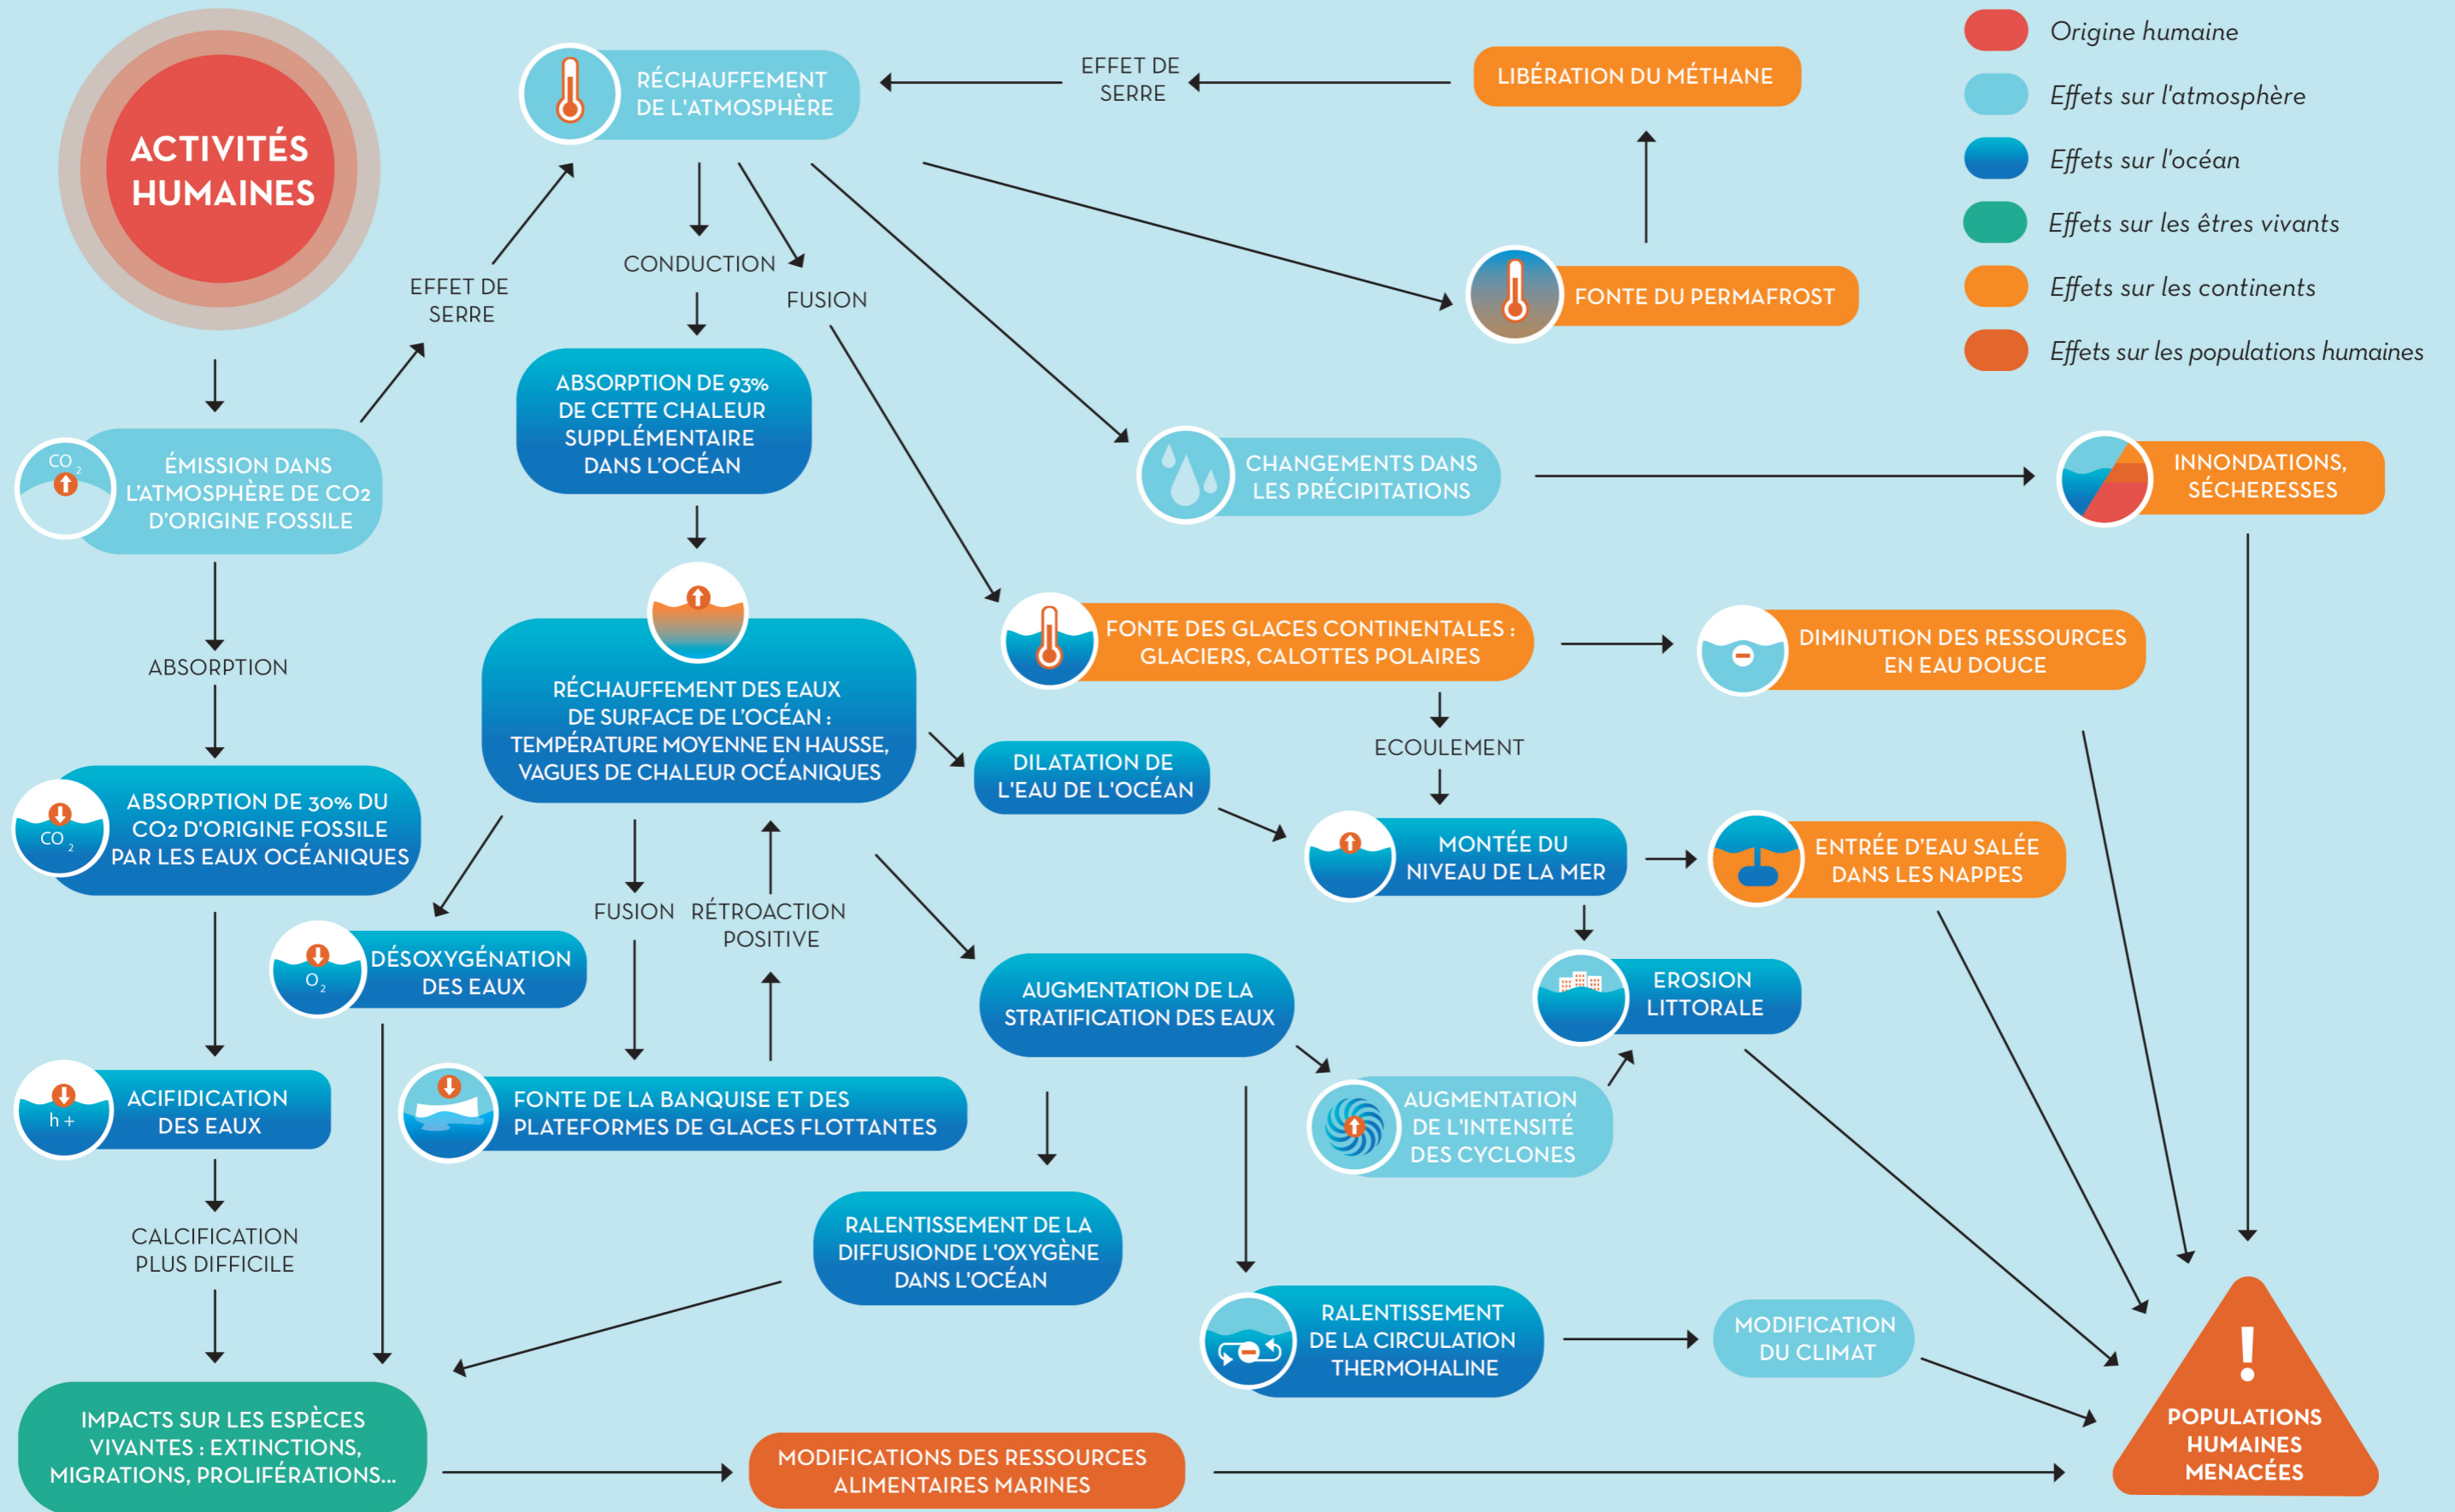 ACTIVITÉS
HUMAINES
RÉCHAUFFEMENT
DE L'ATMOSPHÈRE
EFFET DE
SERRE
LIBÉRATION DU MÉTHANE
Origine humaine
Effets sur l'atmosphère
Effets sur l'océan
Effets sur les êtres vivants
Effets sur les continents
Effets sur les populations humaines
EFFET DE
SERRE
CONDUCTION
FUSION
FONTE DU PERMAFROST
ABSORPTION DE 93%
DE CETTE CHALEUR
SUPPLÉMENTAIRE
DANS L'OCÉAN
CO2
ÉMISSION DANS
L'ATMOSPHÈRE DE CO2
D'ORIGINE FOSSILE
CHANGEMENTS DANS
LES PRÉCIPITATIONS
INNONDATIONS,
SÉCHERESSES
ABSORPTION
RÉCHAUFFEMENT DES EAUX
DE SURFACE DE L'OCÉAN :
TEMPÉRATURE MOYENNE EN HAUSSE,
VAGUES DE CHALEUR OCÉANIQUES
FONTE DES GLACES CONTINENTALES :
GLACIERS, CALOTTES POLAIRES
DIMINUTION DES RESSOURCES
EN EAU DOUCE
ECOULEMENT
DILATATION DE
L'EAU DE L'OCÉAN
CO2
ABSORPTION DE 30% DU
CO2 D'ORIGINE FOSSILE
PAR LES EAUX OCÉANIQUES
MONTÉE DU
NIVEAU DE LA MER
ENTRÉE D'EAU SALÉE
DANS LES NAPPES
FUSION
RÉTROACTION
POSITIVE
O2
DÉSOXYGÉNATION
DES EAUX
AUGMENTATION DE LA
STRATIFICATION DES EAUX
EROSION
LITTORALE
h +
ACIFIDICATION
DES EAUX
FONTE DE LA BANQUISE ET DES
PLATEFORMES DE GLACES FLOTTANTES
AUGMENTATION
DE L'INTENSITÉ
DES CYCLONES
CALCIFICATION
PLUS DIFFICILE
RALENTISSEMENT DE LA
DIFFUSIONDE L'OXYGÈNE
DANS L'OCÉAN
RALENTISSEMENT
DE LA CIRCULATION
THERMOHALINE
MODIFICATION
DU CLIMAT
IMPACTS SUR LES ESPÈCES
VIVANTES : EXTINCTIONS,
MIGRATIONS, PROLIFÉRATIONS...
MODIFICATIONS DES RESSOURCES
ALIMENTAIRES MARINES
!
POPULATIONS
HUMAINES
MENACÉES